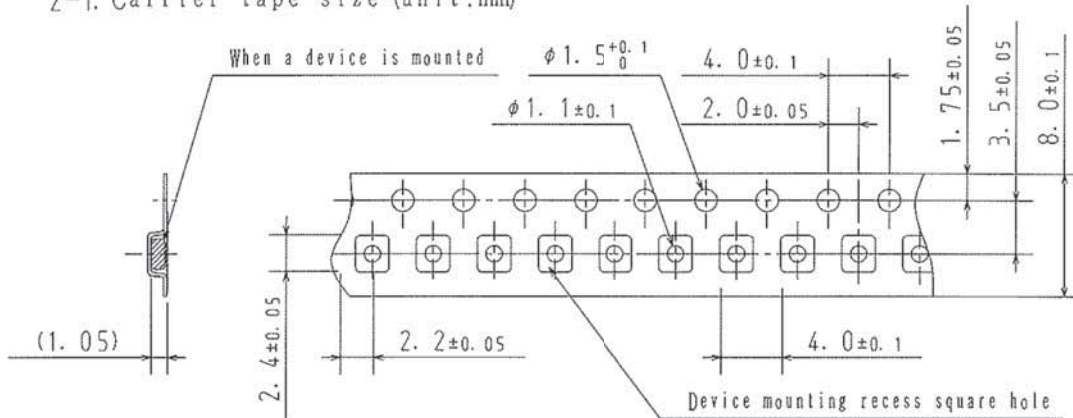 2-1. Carrier tape size (unit:mm)
When a device is mounted
φ1.5 +0.1 0
4.0±0.1
φ1.1±0.1
2.0±0.05
1.75±0.05
3.5±0.05
8.0±0.1
(1.05)
2.4±0.05
2.2±0.05
4.0±0.1
Device mounting recess square hole